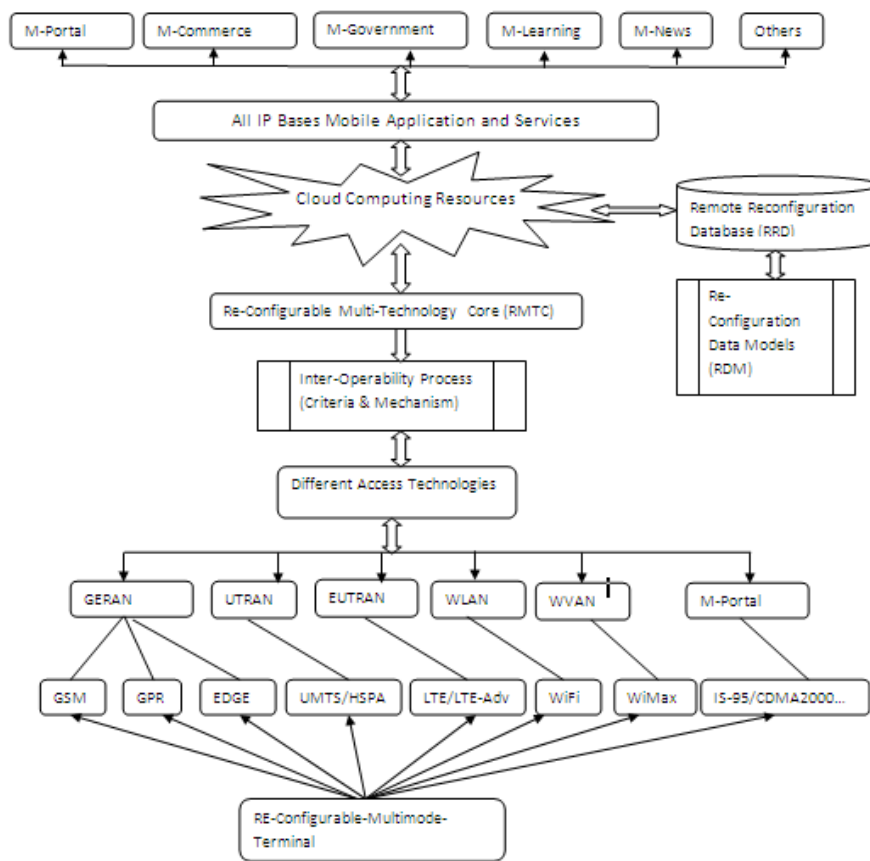 M-Portal
M-Commerce
M-Government
M-Learning
M-News
Others
All IP Bases Mobile Application and Services
Cloud Computing Resources
Remote Reconfiguration
Database (RRD)
Re-Configurable Multi-Technology Core (RMTC)
Re-
Configuration
Data Models
(RDM)
Inter-Operability Process
(Criteria & Mechanism)
Different Access Technologies
GERAN
UTRAN
EUTRAN
WLAN
WVAN
M-Portal
GSM
GPR
EDGE
UMTS/HSPA
LTE/LTE-Adv
WiFi
WiMax
IS-95/CDMA2000...
RE-Configurable-Multimode-
Terminal